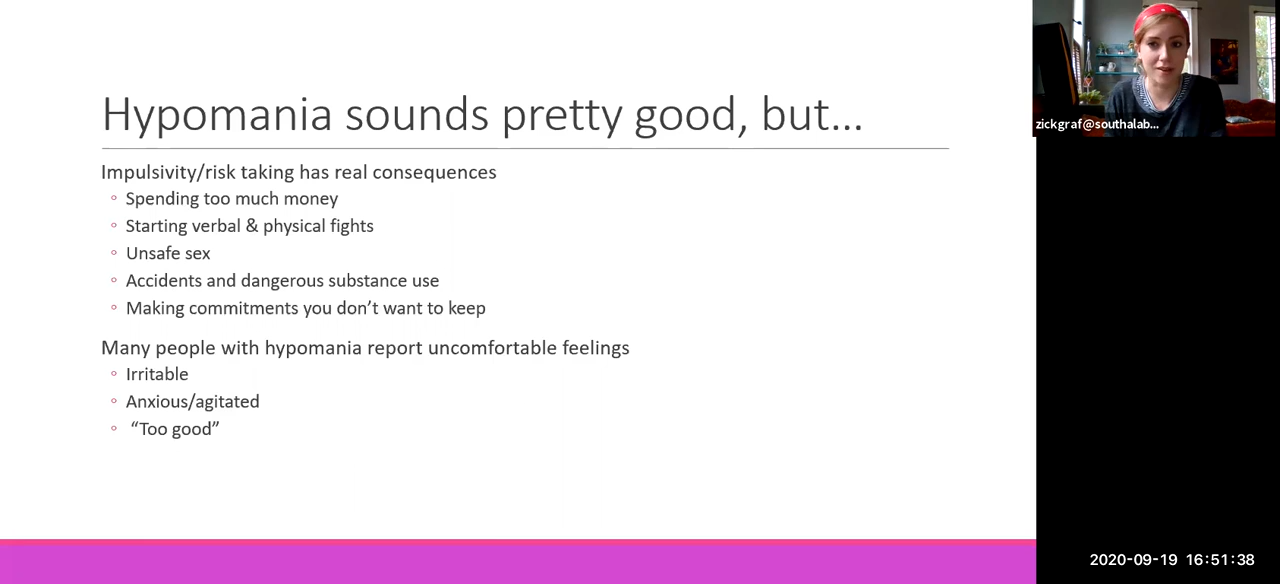 Hypomania sounds pretty good, but...
Impulsivity/risk taking has real consequences
◦ Spending too much money
◦ Starting verbal & physical fights
◦ Unsafe sex
◦ Accidents and dangerous substance use
◦ Making commitments you don’t want to keep
Many people with hypomania report uncomfortable feelings
◦ Irritable
◦ Anxious/agitated
◦ “Too good”
zickgraf@southalab...
2020-09-19 16:51:38